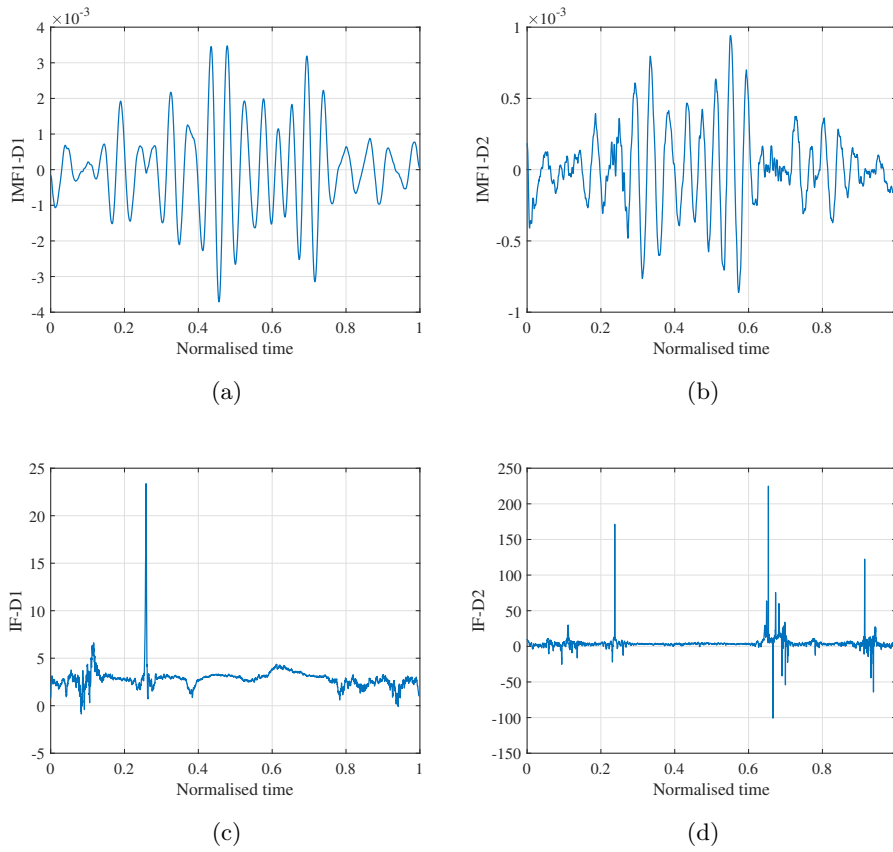 ×10⁻³
4
3
2
1
0
-1
-2
-3
-4
IMF1-D1
0 0.2 0.4 0.6 0.8 1
Normalised time
(a)
×10⁻³
1
0.5
0
-0.5
-1
IMF1-D2
0 0.2 0.4 0.6 0.8
Normalised time
(b)
25
20
15
10
5
0
-5
IF-D1
0 0.2 0.4 0.6 0.8 1
Normalised time
(c)
250
200
150
100
50
0
-50
-100
-150
IF-D2
0 0.2 0.4 0.6 0.8
Normalised time
(d)